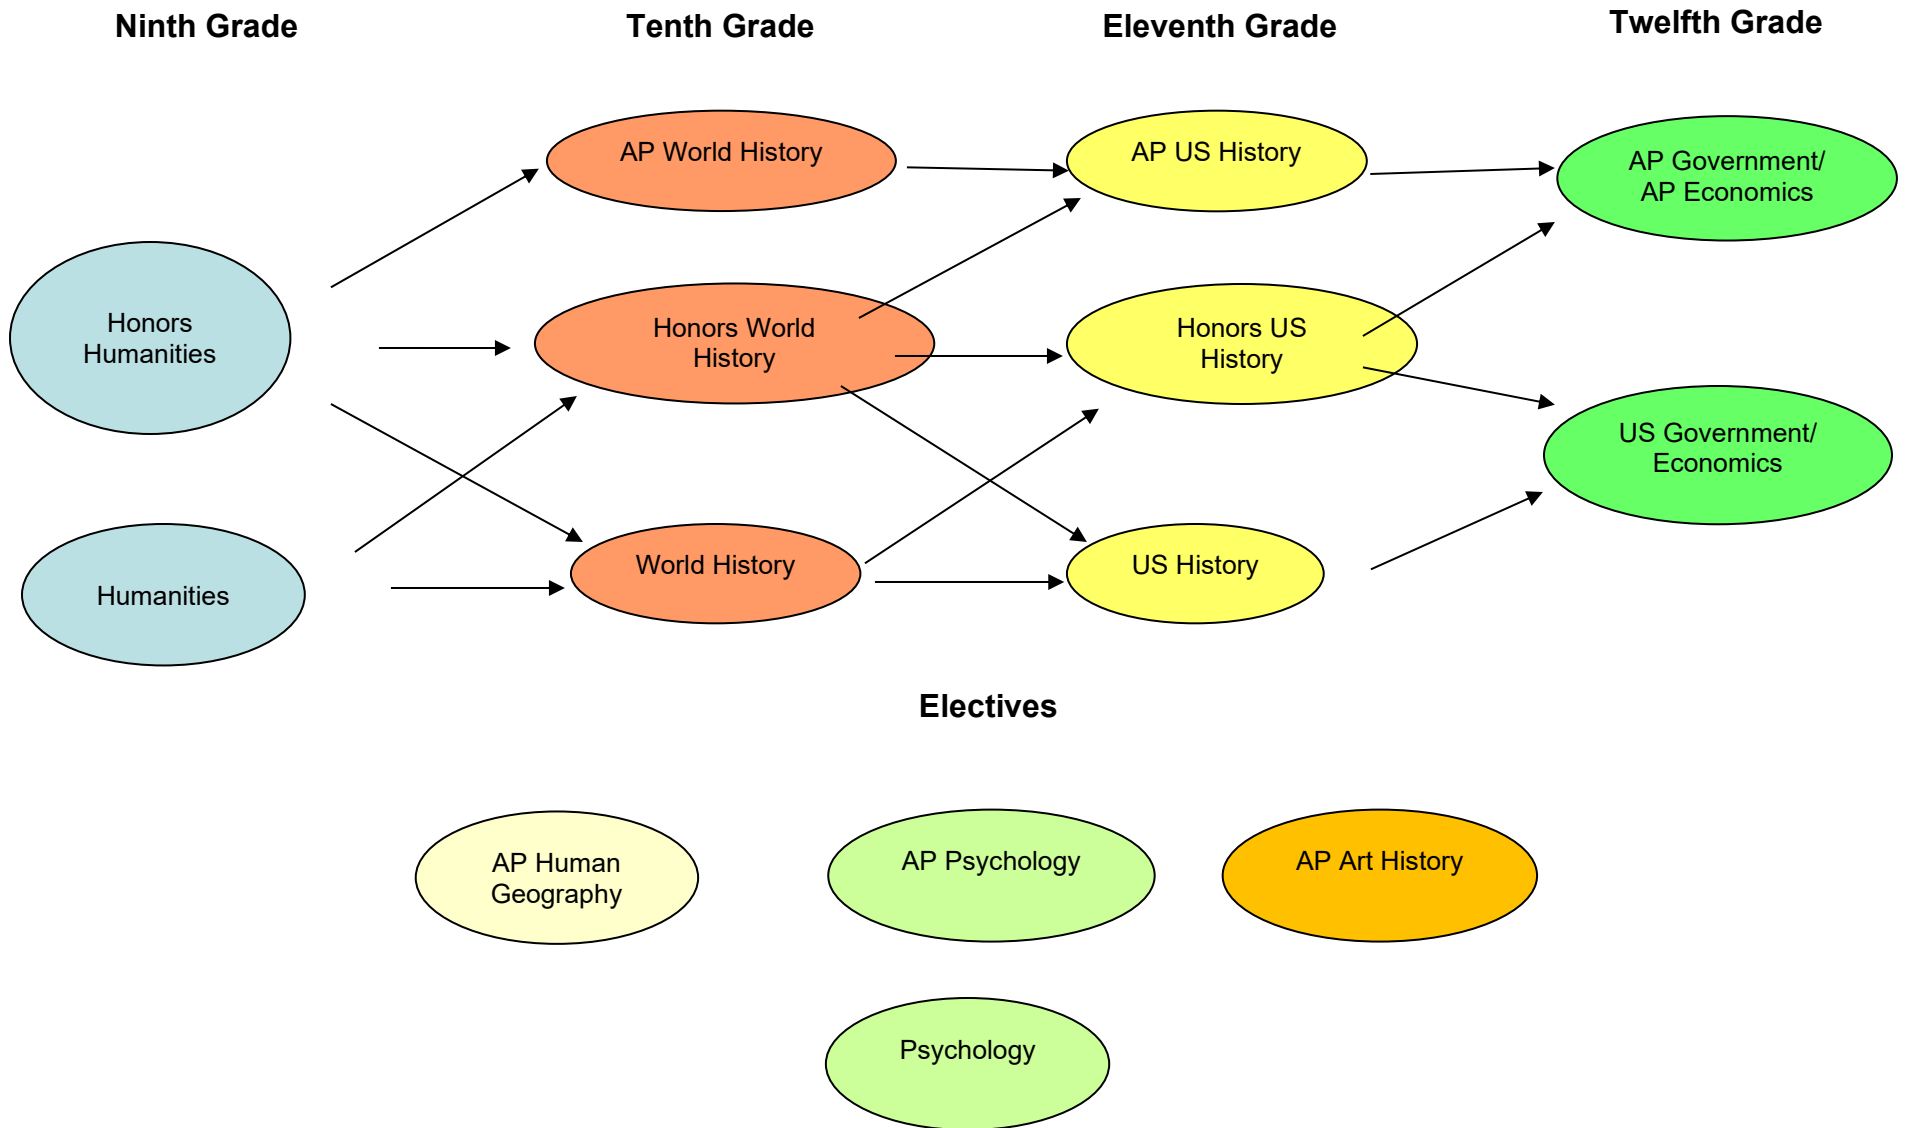 Ninth Grade
Tenth Grade
Eleventh Grade
Twelfth Grade
AP World History
AP US History
AP Government/
AP Economics
Honors
Humanities
Honors World
History
Honors US
History
US Government/
Economics
Humanities
World History
US History
Electives
AP Human
Geography
AP Psychology
AP Art History
Psychology